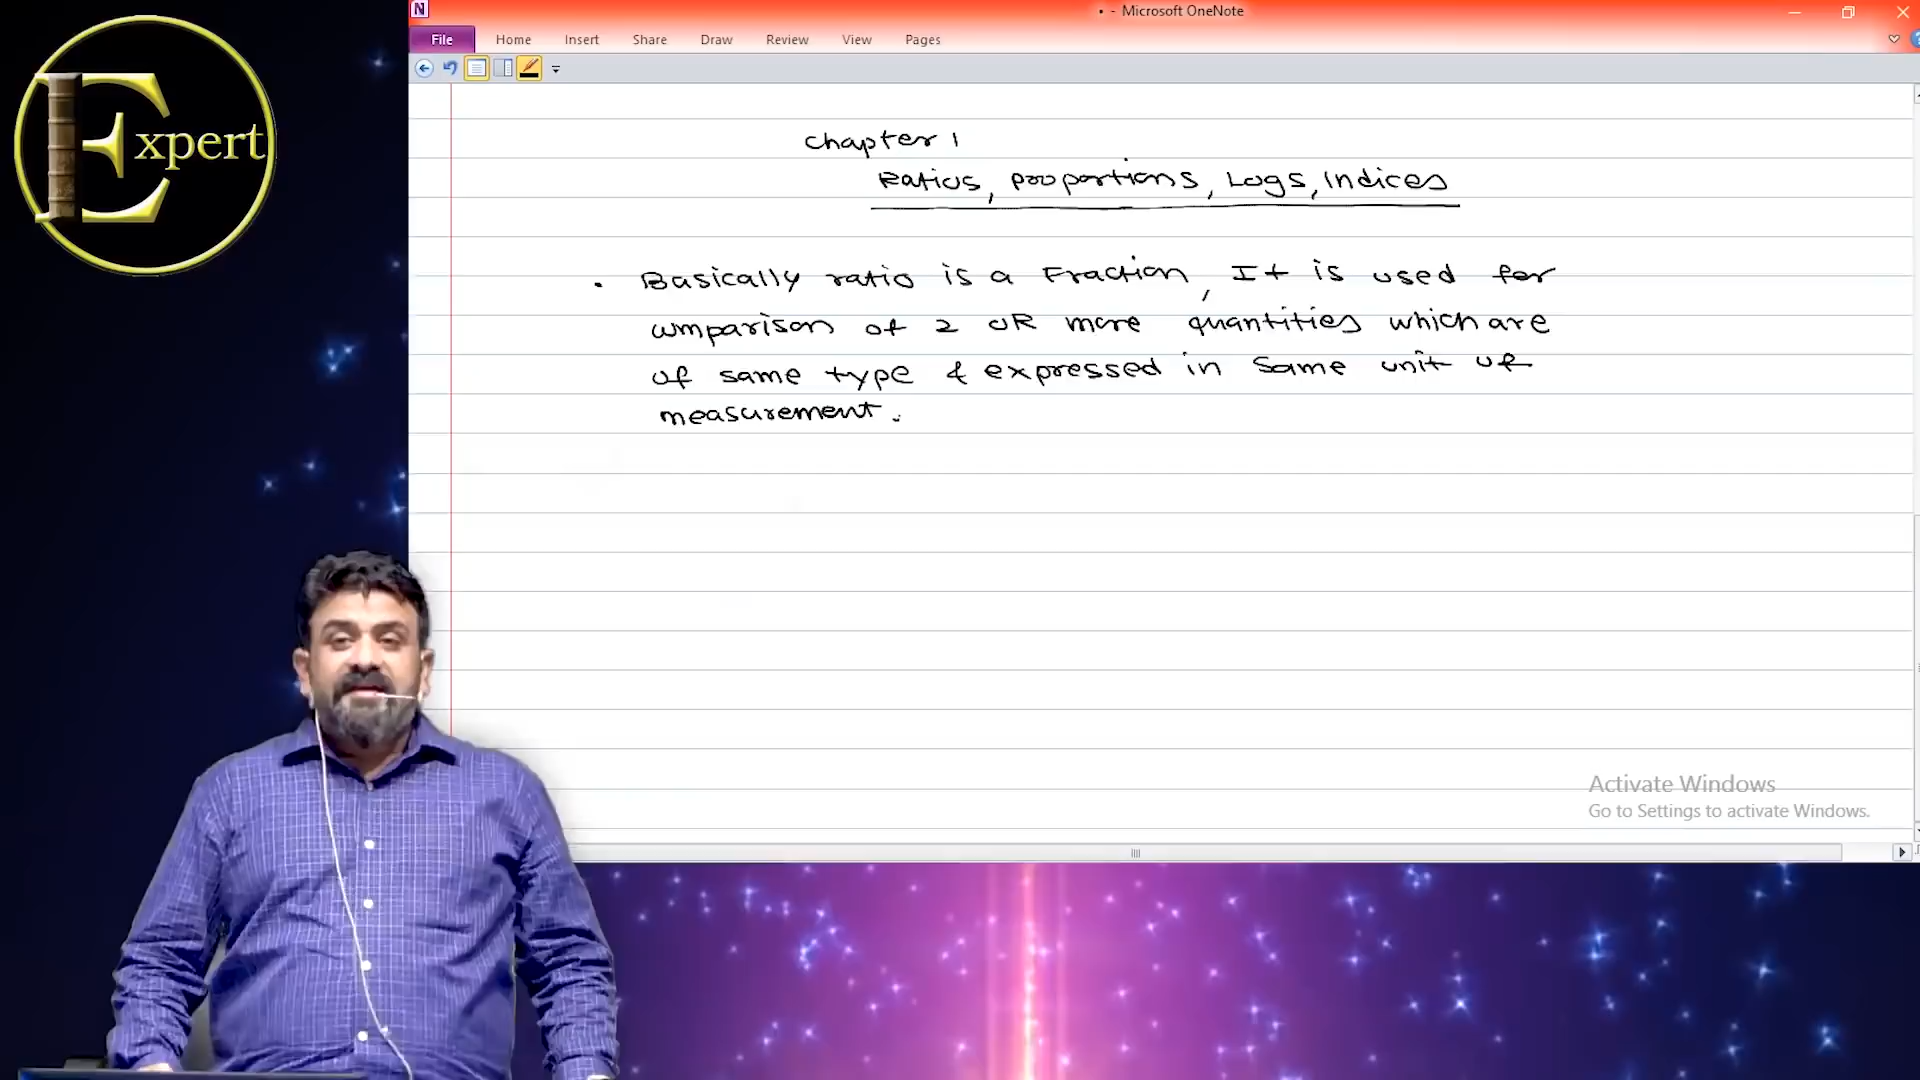 Expert
N
• - Microsoft OneNote
File Home Insert Share Draw Review View Pages
Chapter 1
Ratios, Proportions, Logs, Indices
. Basically ratio is a Fraction, It is used for
comparison of 2 OR more quantities which are
of same type & expressed in same unit of
measurement.
Activate Windows
Go to Settings to activate Windows.